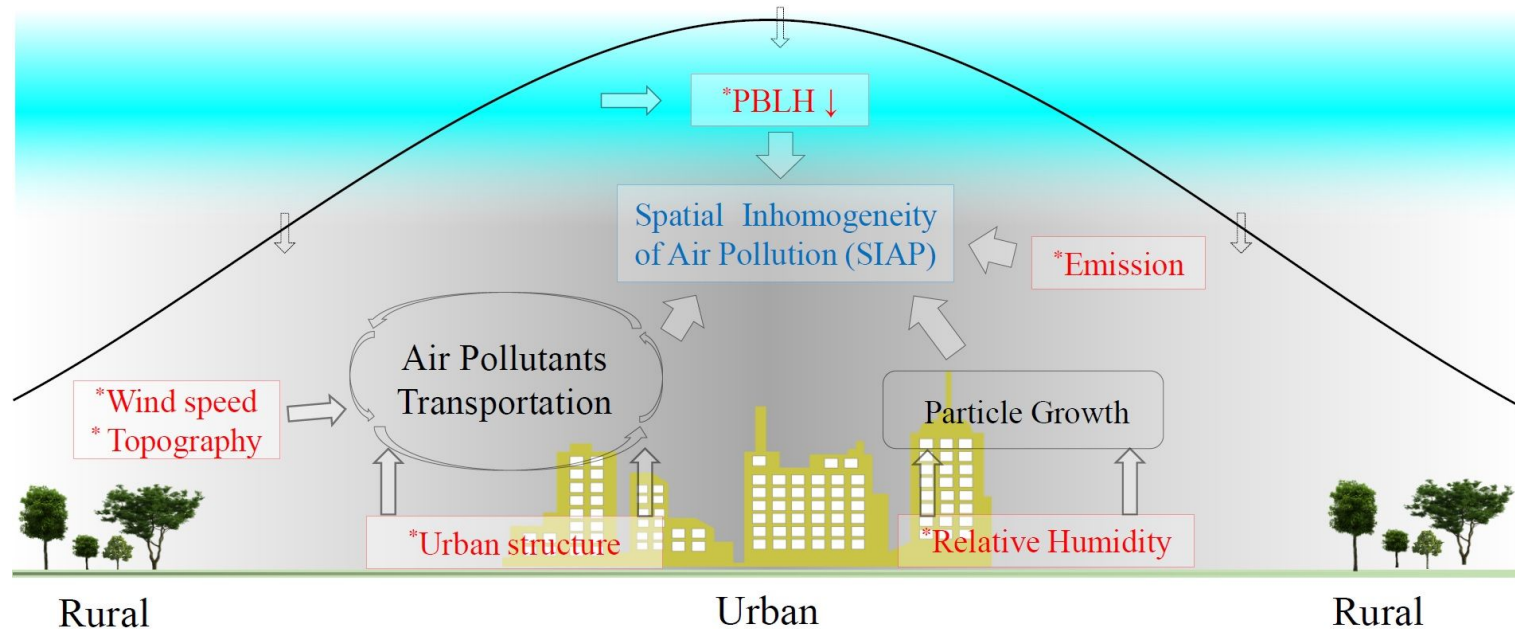 *PBLH ↓
Spatial Inhomogeneity
of Air Pollution (SIAP)
*Emission
Air Pollutants
Transportation
*Wind speed
* Topography
Particle Growth
*Urban structure
*Relative Humidity
Rural
Urban
Rural